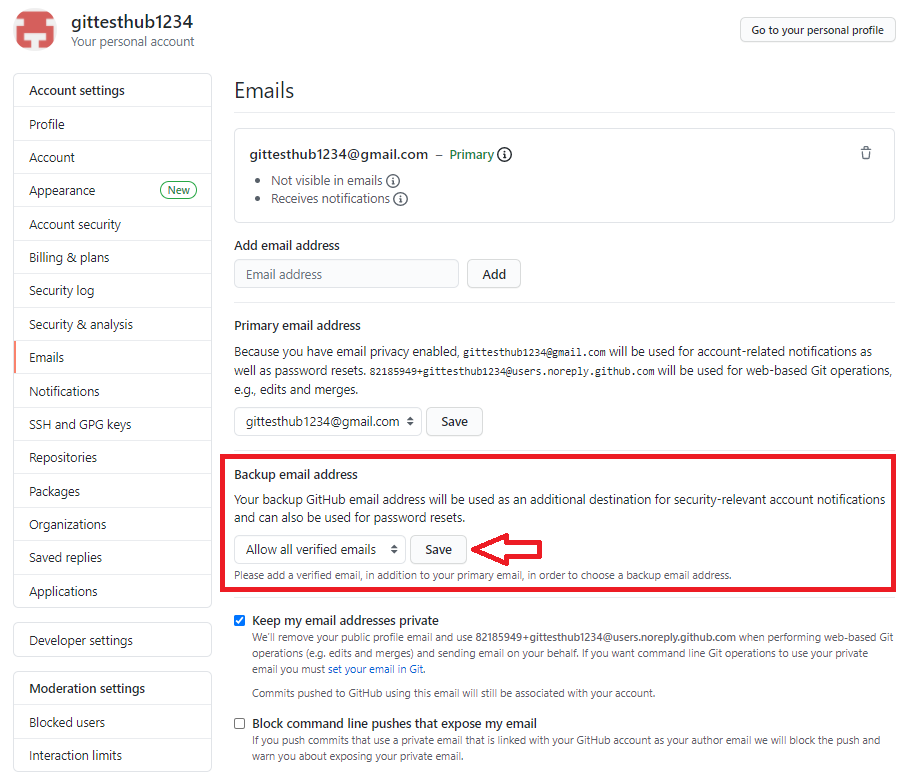 gittesthub1234
Your personal account
Go to your personal profile
Account settings
Profile
Account
Appearance New
Account security
Billing & plans
Security log
Security & analysis
Emails
Notifications
SSH and GPG keys
Repositories
Packages
Organizations
Saved replies
Applications
Developer settings
Moderation settings
Blocked users
Interaction limits
Emails
gittesthub1234@gmail.com – Primary
Not visible in emails
Receives notifications
Add email address
Email address Add
Primary email address
Because you have email privacy enabled, gittesthub1234@gmail.com will be used for account-related notifications as
well as password resets. 82185949+gittesthub1234@users.noreply.github.com will be used for web-based Git operations,
e.g., edits and merges.
gittesthub1234@gmail.com Save
Backup email address
Your backup GitHub email address will be used as an additional destination for security-relevant account notifications
and can also be used for password resets.
Allow all verified emails Save
Please add a verified email, in addition to your primary email, in order to choose a backup email address.
Keep my email addresses private
We'll remove your public profile email and use 82185949+gittesthub1234@users.noreply.github.com when performing web-based Git
operations (e.g. edits and merges) and sending email on your behalf. If you want command line Git operations to use your private
email you must set your email in Git.
Commits pushed to GitHub using this email will still be associated with your account.
Block command line pushes that expose my email
If you push commits that use a private email that is linked with your GitHub account as your author email we will block the push and
warn you about exposing your private email.